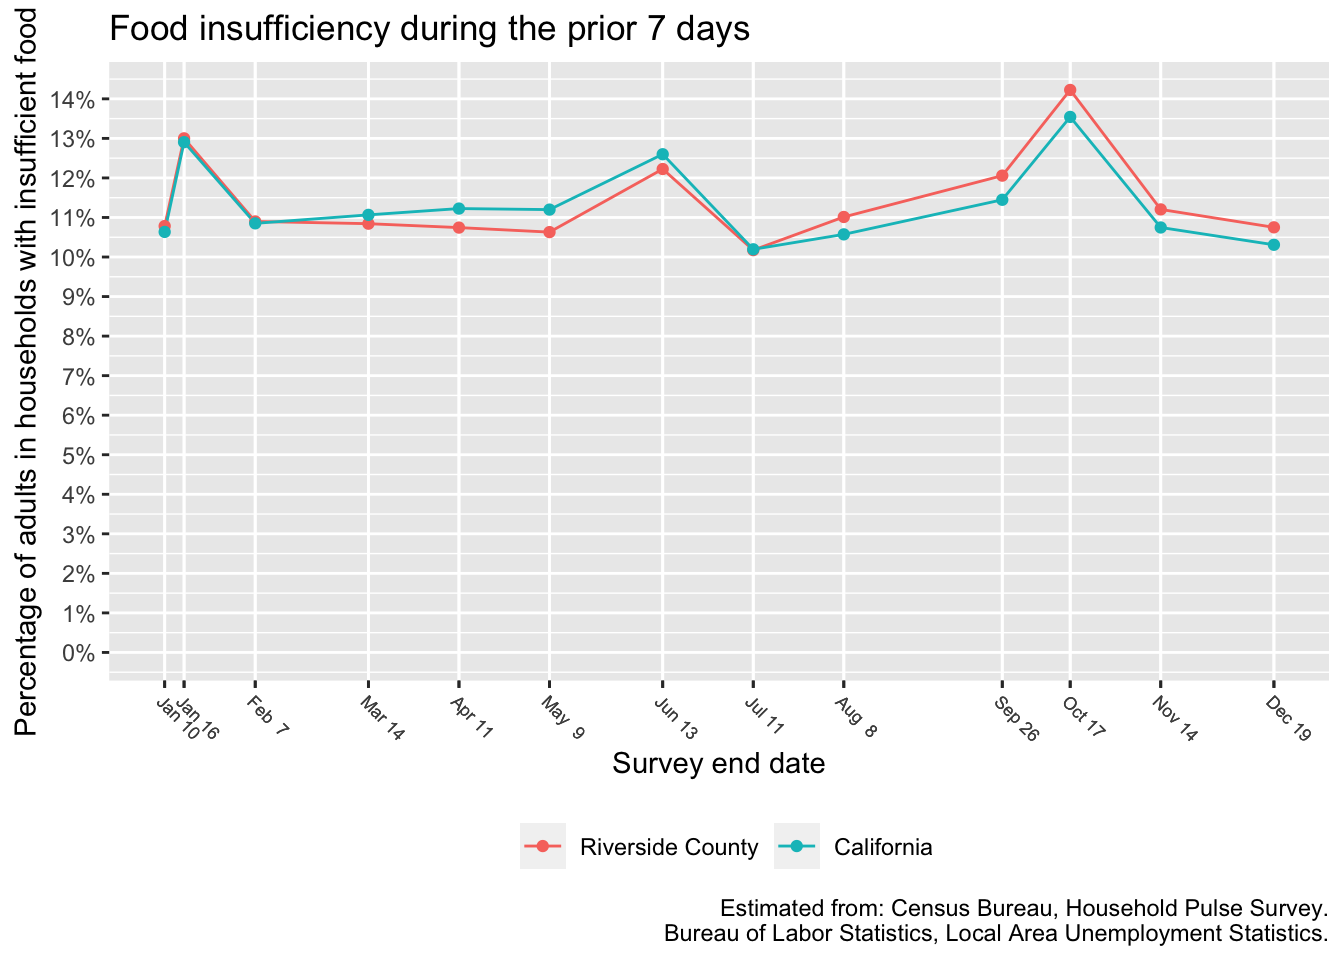 Food insufficiency during the prior 7 days
Percentage of adults in households with insufficient food
14%
13%
12%
11%
10%
9%
8%
7%
6%
5%
4%
3%
2%
1%
0%
Jan 10
Jan 16
Feb 7
Mar 14
Apr 11
May 9
Jun 13
Jul 11
Aug 8
Sep 26
Oct 17
Nov 14
Dec 19
Survey end date
Riverside County
California
Estimated from: Census Bureau, Household Pulse Survey.
Bureau of Labor Statistics, Local Area Unemployment Statistics.